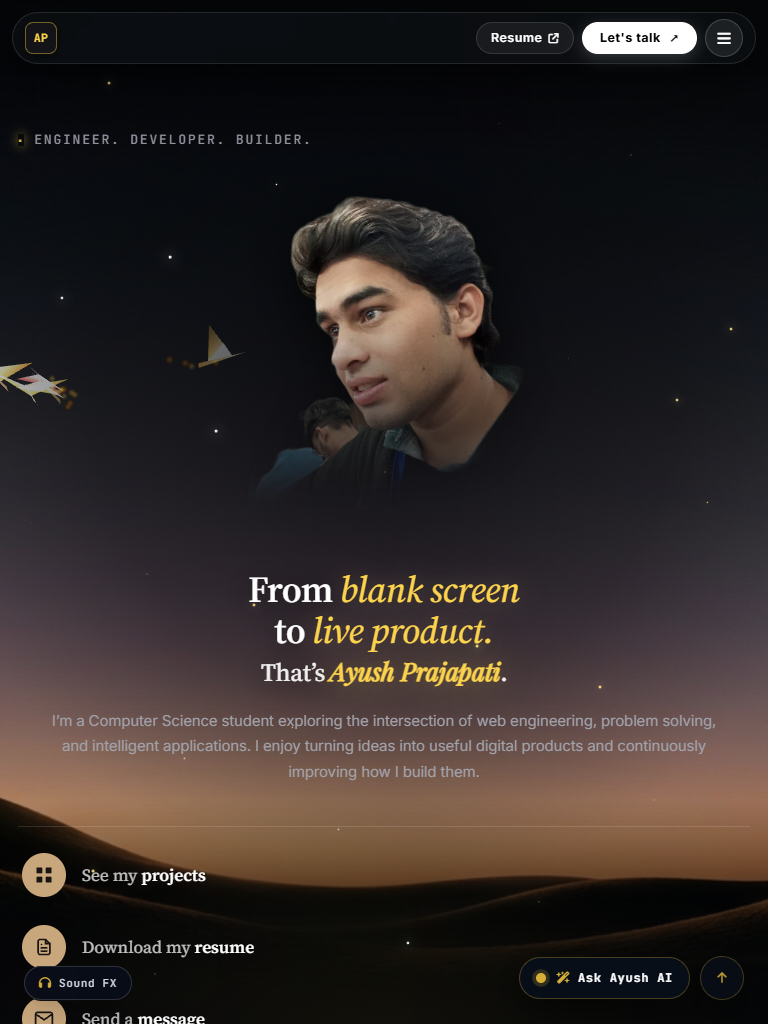 AP
Resume
Let's talk ↗
ENGINEER. DEVELOPER. BUILDER.
From blank screen
to live product.
That's Ayush Prajapati.
I'm a Computer Science student exploring the intersection of web engineering, problem solving,
and intelligent applications. I enjoy turning ideas into useful digital products and continuously
improving how I build them.
See my projects
Download my resume
Sound FX
Ask Ayush AI
Send a message